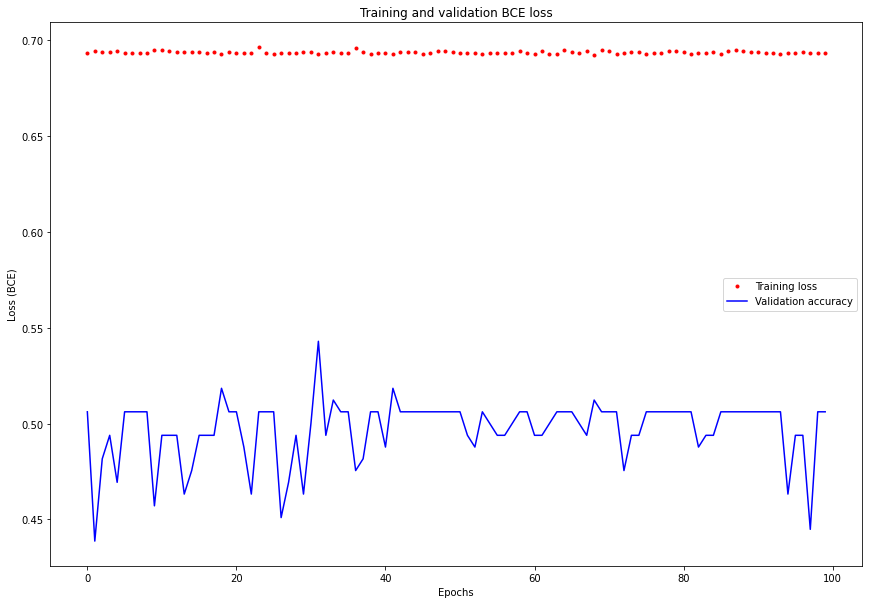 Training and validation BCE loss
0.70
0.65
0.60
0.55
0.50
0.45
Loss (BCE)
Training loss
Validation accuracy
0
20
40
60
80
100
Epochs